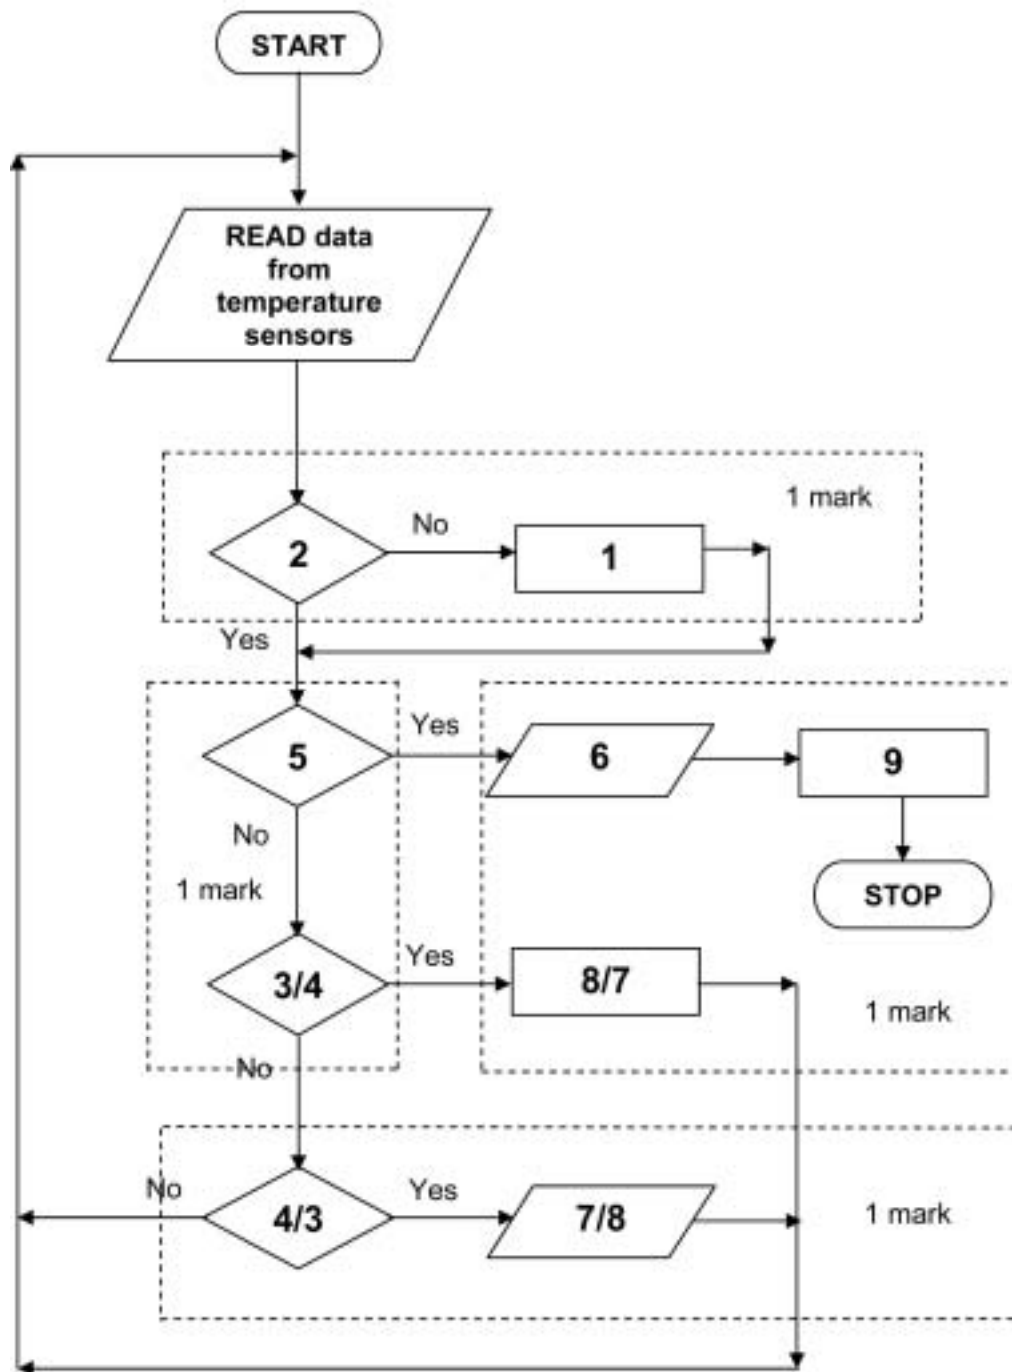 START
READ data
from
temperature
sensors
1 mark
2
No
1
Yes
5
Yes
6
9
No
1 mark
STOP
3/4
Yes
8/7
1 mark
No
No
4/3
Yes
7/8
1 mark